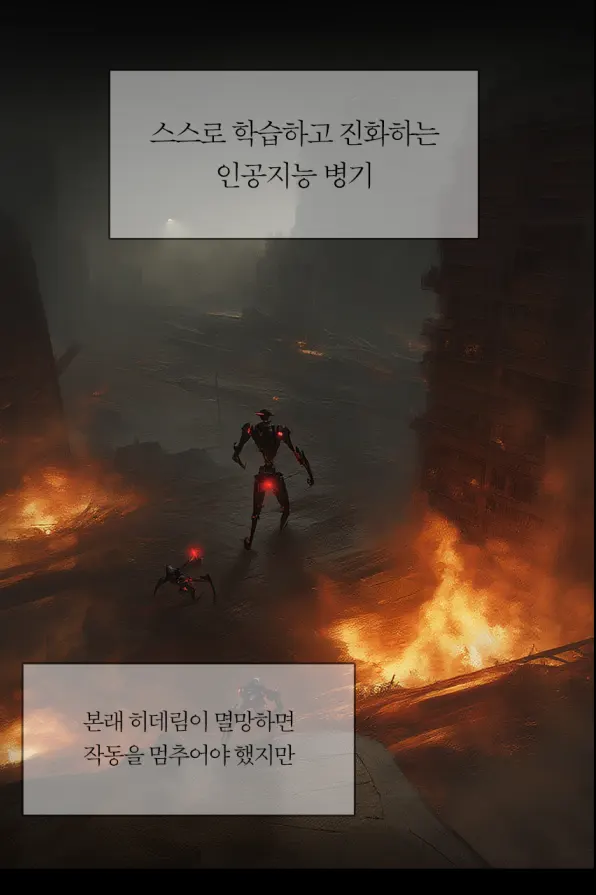 스스로 학습하고 진화하는
인공지능 병기
본래 히데림이 멸망하면
작동을 멈추어야 했지만